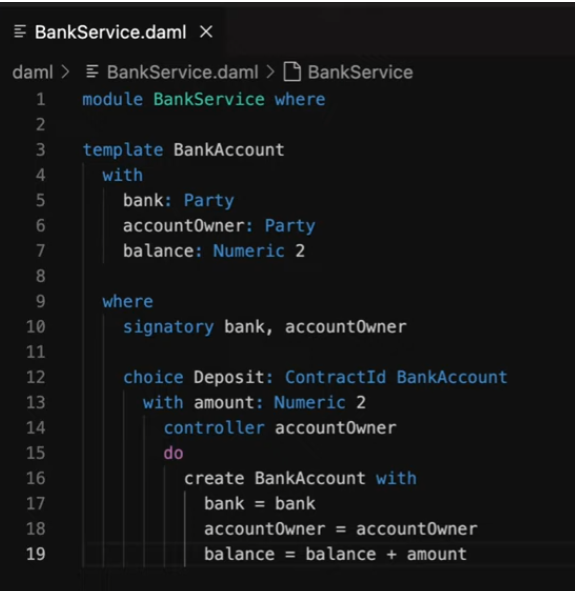 BankService.daml ×
daml > BankService.daml > BankService
1 module BankService where
2
3 template BankAccount
4   with
5     bank: Party
6     accountOwner: Party
7     balance: Numeric 2
8
9   where
10     signatory bank, accountOwner
11
12     choice Deposit: ContractId BankAccount
13       with amount: Numeric 2
14         controller accountOwner
15         do
16           create BankAccount with
17             bank = bank
18             accountOwner = accountOwner
19             balance = balance + amount